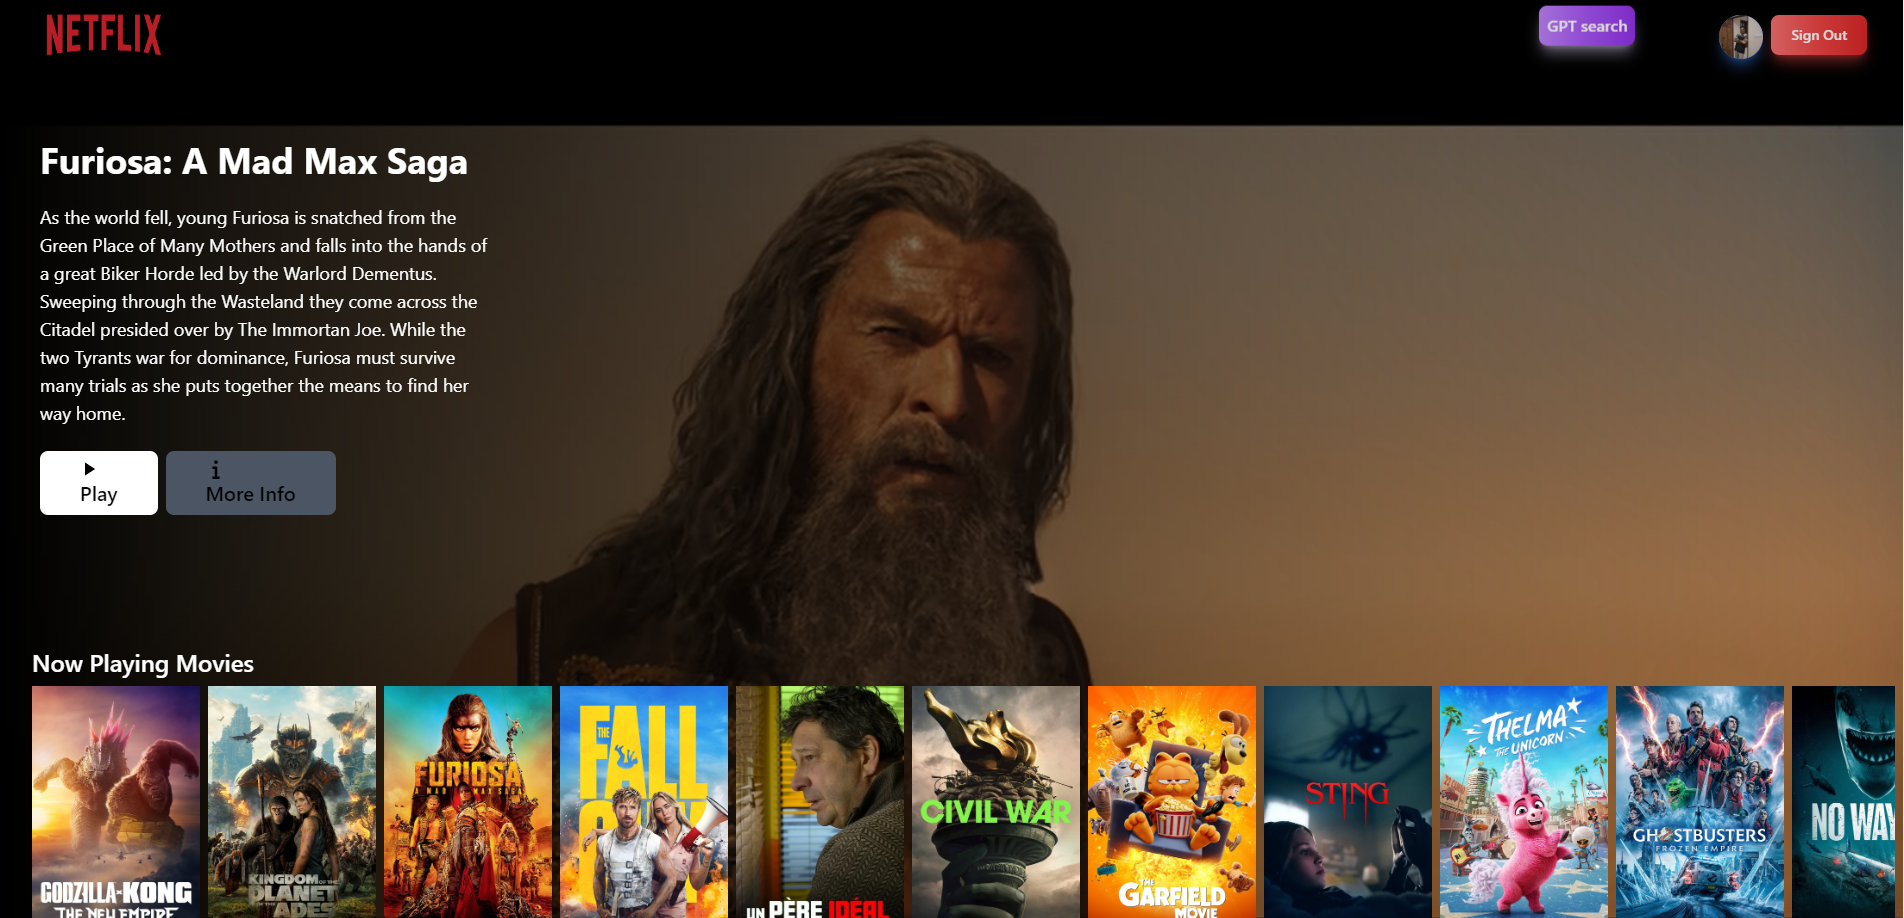 NETFLIX
GPT search
Sign Out
Furiosa: A Mad Max Saga
As the world fell, young Furiosa is snatched from the
Green Place of Many Mothers and falls into the hands of
a great Biker Horde led by the Warlord Dementus.
Sweeping through the Wasteland they come across the
Citadel presided over by The Immortan Joe. While the
two Tyrants war for dominance, Furiosa must survive
many trials as she puts together the means to find her
way home.
Play
More Info
Now Playing Movies
GODZILLA x KONG
THE NEW EMPIRE
KINGDOM OF THE
PLANET
OF THE APES
FURIOSA
A MAD MAX SAGA
THE
FALL
GUY
UN PÈRE IDÉAL
CIVIL WAR
THE
GARFIELD
MOVIE
STING
THELMA
THE UNICORN
GHOSTBUSTERS
FROZEN EMPIRE
NO WAY